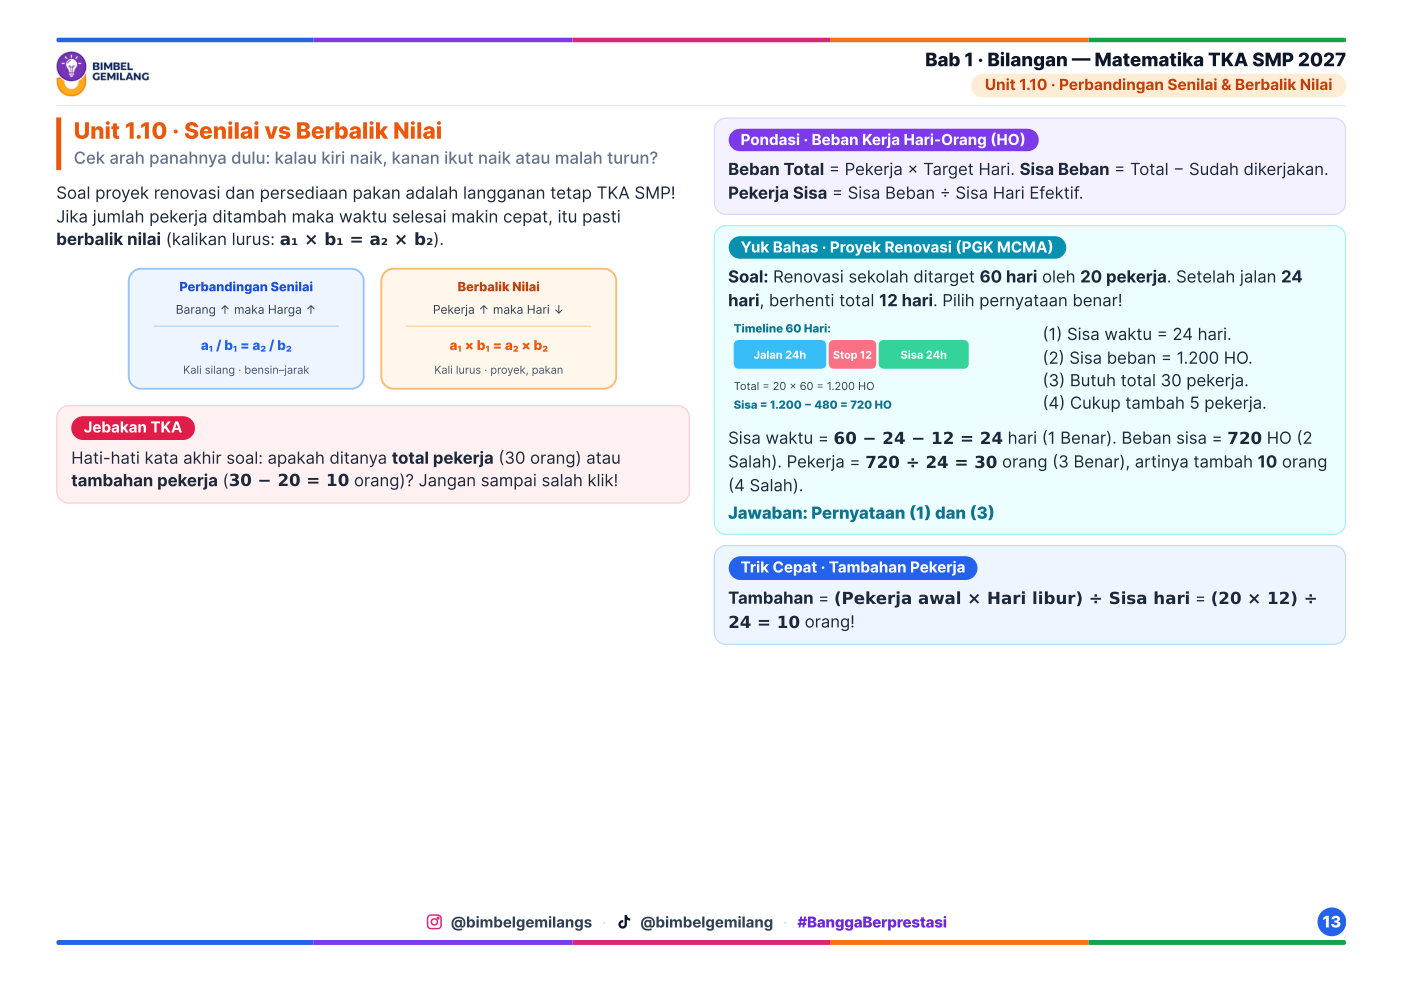 BIMBEL
GEMILANG
Bab 1 · Bilangan — Matematika TKA SMP 2027
Unit 1.10 · Perbandingan Senilai & Berbalik Nilai
Unit 1.10 · Senilai vs Berbalik Nilai
Cek arah panahnya dulu: kalau kiri naik, kanan ikut naik atau malah turun?
Soal proyek renovasi dan persediaan pakan adalah langganan tetap TKA SMP!
Jika jumlah pekerja ditambah maka waktu selesai makin cepat, itu pasti
berbalik nilai (kalikan lurus: a₁ × b₁ = a₂ × b₂).
Perbandingan Senilai
Barang ↑ maka Harga ↑
a₁ / b₁ = a₂ / b₂
Kali silang · bensin–jarak
Berbalik Nilai
Pekerja ↑ maka Hari ↓
a₁ × b₁ = a₂ × b₂
Kali lurus · proyek, pakan
Jebakan TKA
Hati-hati kata akhir soal: apakah ditanya total pekerja (30 orang) atau
tambahan pekerja (30 − 20 = 10 orang)? Jangan sampai salah klik!
Pondasi · Beban Kerja Hari-Orang (HO)
Beban Total = Pekerja × Target Hari. Sisa Beban = Total − Sudah dikerjakan.
Pekerja Sisa = Sisa Beban ÷ Sisa Hari Efektif.
Yuk Bahas · Proyek Renovasi (PGK MCMA)
Soal: Renovasi sekolah ditarget 60 hari oleh 20 pekerja. Setelah jalan 24
hari, berhenti total 12 hari. Pilih pernyataan benar!
Timeline 60 Hari:
Jalan 24h
Stop 12
Sisa 24h
Total = 20 × 60 = 1.200 HO
Sisa = 1.200 − 480 = 720 HO
(1) Sisa waktu = 24 hari.
(2) Sisa beban = 1.200 HO.
(3) Butuh total 30 pekerja.
(4) Cukup tambah 5 pekerja.
Sisa waktu = 60 − 24 − 12 = 24 hari (1 Benar). Beban sisa = 720 HO (2
Salah). Pekerja = 720 ÷ 24 = 30 orang (3 Benar), artinya tambah 10 orang
(4 Salah).
Jawaban: Pernyataan (1) dan (3)
Trik Cepat · Tambahan Pekerja
Tambahan = (Pekerja awal × Hari libur) ÷ Sisa hari = (20 × 12) ÷
24 = 10 orang!
@bimbelgemilangs · @bimbelgemilang · #BanggaBerprestasi
13